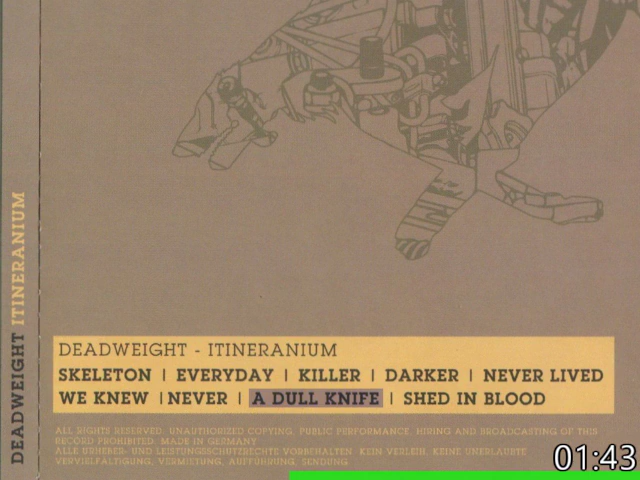 DEADWEIGHT ITINERANIUM
DEADWEIGHT - ITINERANIUM
SKELETON | EVERYDAY | KILLER | DARKER | NEVER LIVED
WE KNEW | NEVER | A DULL KNIFE | SHED IN BLOOD
ALL RIGHTS RESERVED. UNAUTHORIZED COPYING, PUBLIC PERFORMANCE, HIRING AND BROADCASTING OF THIS
RECORD PROHIBITED. MADE IN GERMANY
ALLE URHEBER- UND LEISTUNGSSCHUTZRECHTE VORBEHALTEN. KEIN VERLEIH, KEINE UNERLAUBTE
VERVIELFÄLTIGUNG, VERMIETUNG, AUFFÜHRUNG, SENDUNG.
01:43